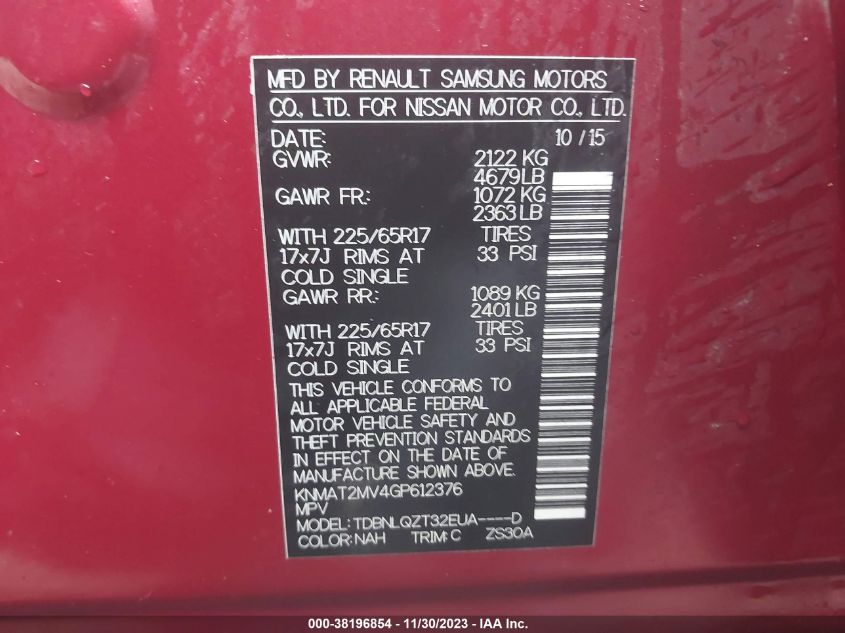 MFD BY RENAULT SAMSUNG MOTORS
CO., LTD. FOR NISSAN MOTOR CO., LTD.
DATE: 10 / 15
GVWR: 2122 KG
4679 LB
GAWR FR: 1072 KG
2363 LB
WITH 225/65R17 TIRES
17x7J RIMS AT 33 PSI
COLD SINGLE
GAWR RR: 1089 KG
2401 LB
WITH 225/65R17 TIRES
17x7J RIMS AT 33 PSI
COLD SINGLE
THIS VEHICLE CONFORMS TO
ALL APPLICABLE FEDERAL
MOTOR VEHICLE SAFETY AND
THEFT PREVENTION STANDARDS
IN EFFECT ON THE DATE OF
MANUFACTURE SHOWN ABOVE.
KNMAT2MV4GP612376
MPV
MODEL: TDBNLQZT32EUA----D
COLOR: NAH TRIM: C ZS30A
000-38196854 - 11/30/2023 - IAA Inc.